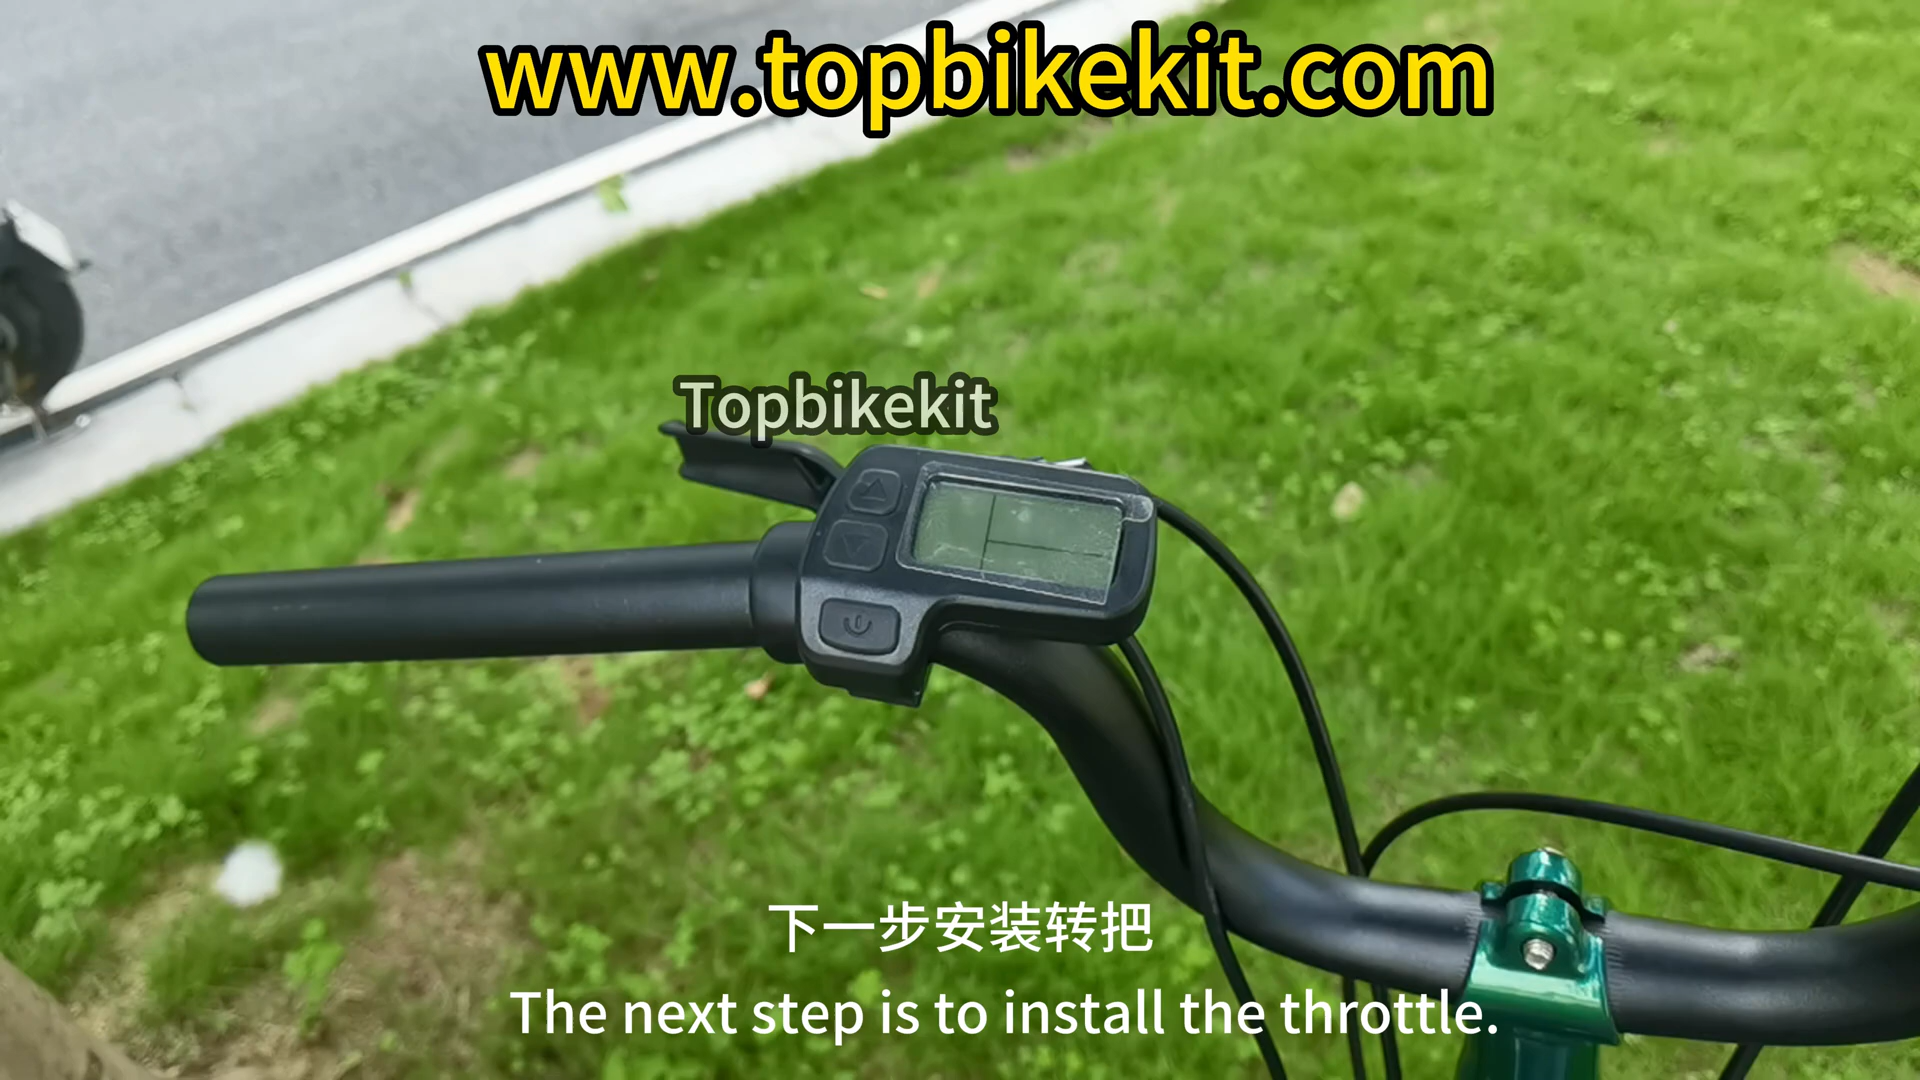 www.topbikekit.com
Topbikekit
下一步安装转把
The next step is to install the throttle.